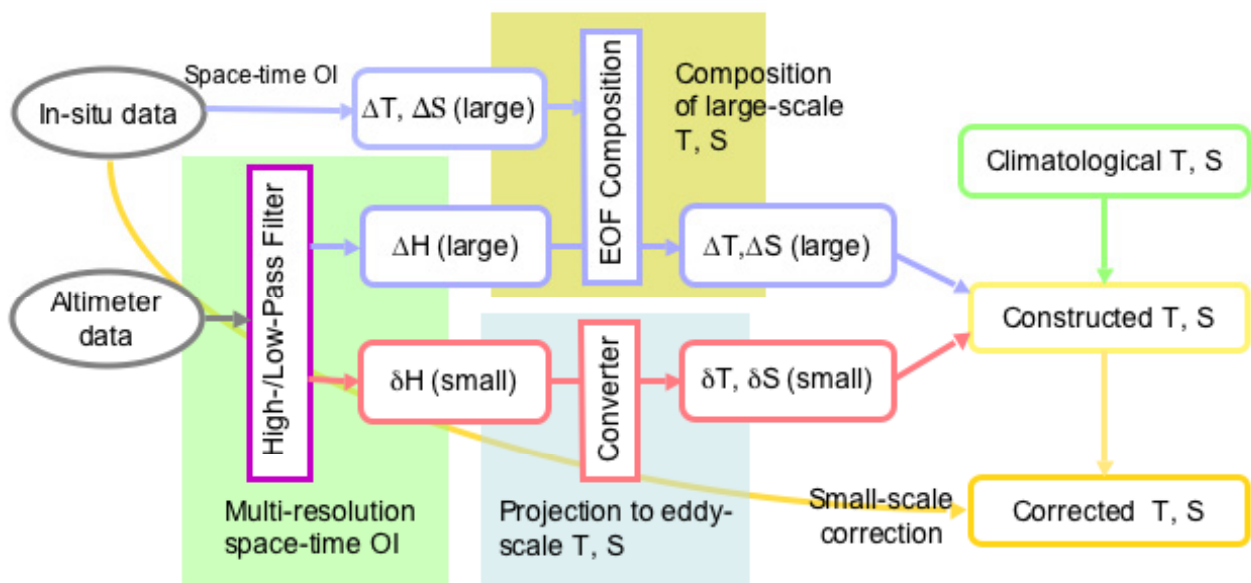 Space-time OI
In-situ data
ΔT, ΔS (large)
EOF Composition
Composition
of large-scale
T, S
Climatological T, S
High-/Low-Pass Filter
ΔH (large)
ΔT,ΔS (large)
Altimeter
data
Constructed T, S
δH (small)
Converter
δT, δS (small)
Multi-resolution
space-time OI
Projection to eddy-
scale T, S
Small-scale
correction
Corrected T, S